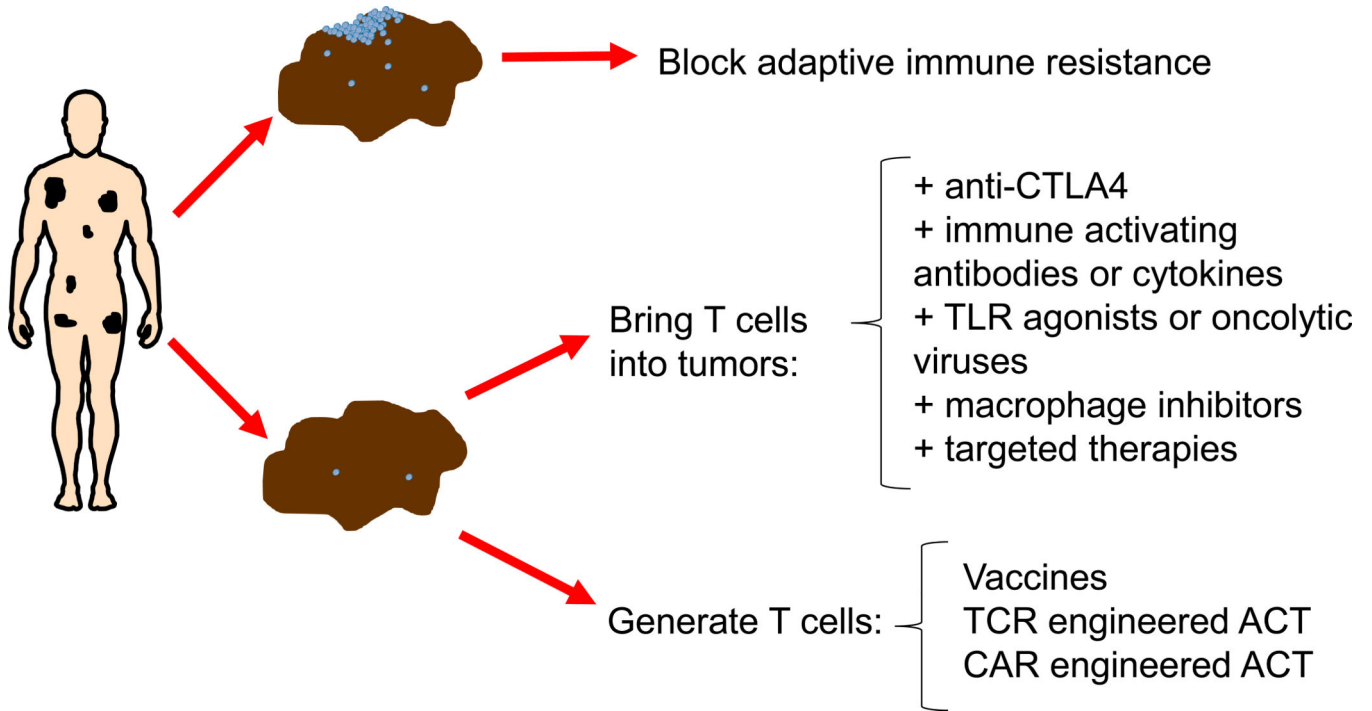 Block adaptive immune resistance
Bring T cells
into tumors:
+ anti-CTLA4
+ immune activating
antibodies or cytokines
+ TLR agonists or oncolytic
viruses
+ macrophage inhibitors
+ targeted therapies
Generate T cells:
Vaccines
TCR engineered ACT
CAR engineered ACT